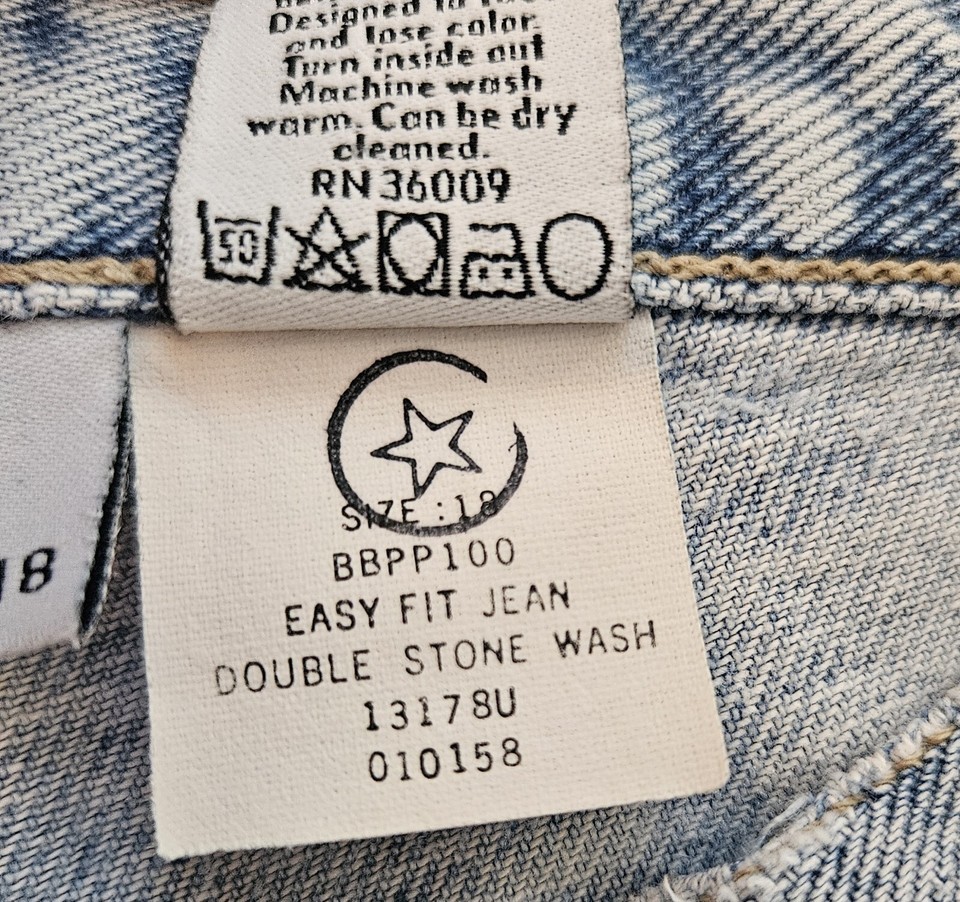 Designed to
and lose color.
Turn inside out
Machine wash
warm. Can be dry
cleaned.
RN 36009
50
18
SIZE : 18
BBPP100
EASY FIT JEAN
DOUBLE STONE WASH
13178U
010158